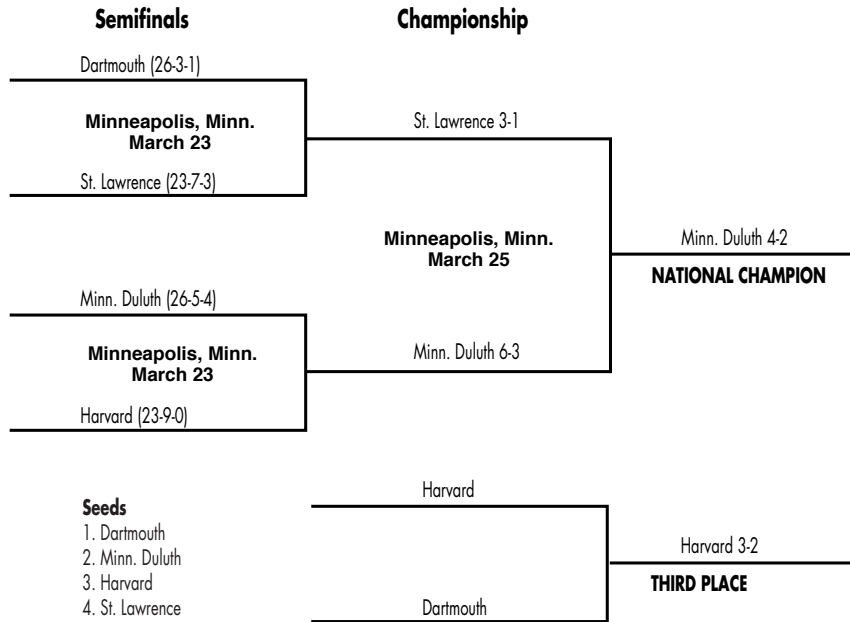 Semifinals
Championship
Dartmouth (26-3-1)
Minneapolis, Minn.
March 23
St. Lawrence (23-7-3)
St. Lawrence 3-1
Minneapolis, Minn.
March 25
Minn. Duluth 4-2
NATIONAL CHAMPION
Minn. Duluth (26-5-4)
Minneapolis, Minn.
March 23
Harvard (23-9-0)
Minn. Duluth 6-3
Seeds
1. Dartmouth
2. Minn. Duluth
3. Harvard
4. St. Lawrence
Harvard
Dartmouth
Harvard 3-2
THIRD PLACE